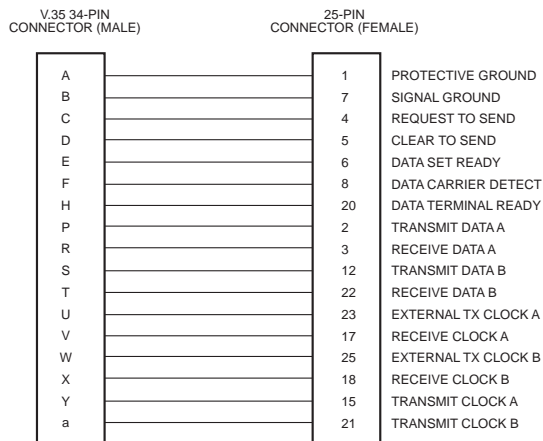 V.35 34-PIN
CONNECTOR (MALE)
25-PIN
CONNECTOR (FEMALE)
A 1 PROTECTIVE GROUND
B 7 SIGNAL GROUND
C 4 REQUEST TO SEND
D 5 CLEAR TO SEND
E 6 DATA SET READY
F 8 DATA CARRIER DETECT
H 20 DATA TERMINAL READY
P 2 TRANSMIT DATA A
R 3 RECEIVE DATA A
S 12 TRANSMIT DATA B
T 22 RECEIVE DATA B
U 23 EXTERNAL TX CLOCK A
V 17 RECEIVE CLOCK A
W 25 EXTERNAL TX CLOCK B
X 18 RECEIVE CLOCK B
Y 15 TRANSMIT CLOCK A
a 21 TRANSMIT CLOCK B